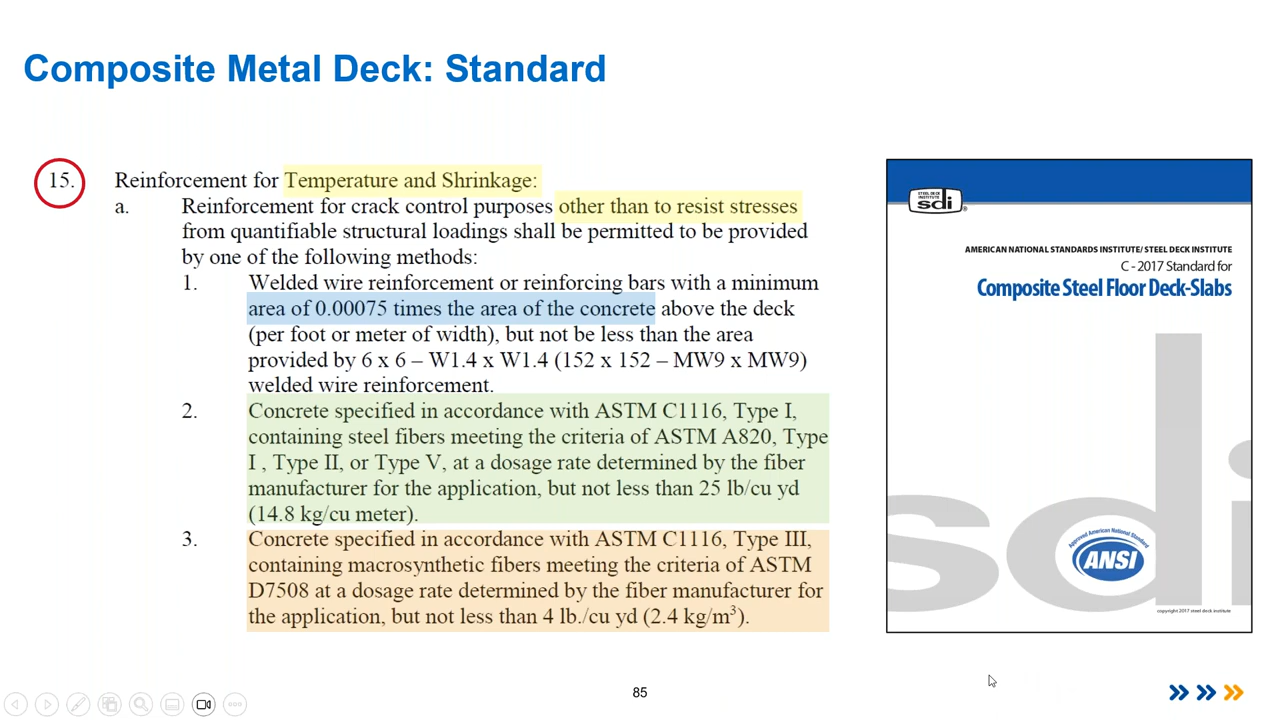 Composite Metal Deck: Standard
15. Reinforcement for Temperature and Shrinkage:
a. Reinforcement for crack control purposes other than to resist stresses
from quantifiable structural loadings shall be permitted to be provided
by one of the following methods:
1. Welded wire reinforcement or reinforcing bars with a minimum
area of 0.00075 times the area of the concrete above the deck
(per foot or meter of width), but not be less than the area
provided by 6 x 6 – W1.4 x W1.4 (152 x 152 – MW9 x MW9)
welded wire reinforcement.
2. Concrete specified in accordance with ASTM C1116, Type I,
containing steel fibers meeting the criteria of ASTM A820, Type
I , Type II, or Type V, at a dosage rate determined by the fiber
manufacturer for the application, but not less than 25 lb/cu yd
(14.8 kg/cu meter).
3. Concrete specified in accordance with ASTM C1116, Type III,
containing macrosynthetic fibers meeting the criteria of ASTM
D7508 at a dosage rate determined by the fiber manufacturer for
the application, but not less than 4 lb./cu yd (2.4 kg/m³).
STEEL DECK
INSTITUTE
sdi
®
AMERICAN NATIONAL STANDARDS INSTITUTE/ STEEL DECK INSTITUTE
C - 2017 Standard for
Composite Steel Floor Deck-Slabs
sdi
Approved American National Standard
ANSI
copyright 2017 steel deck institute
85